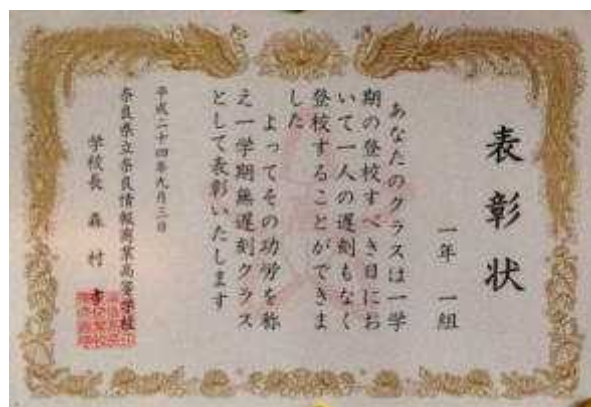 表彰状
一年 一組
あなたのクラスは一学
期の登校すべき日にお
いて一人の遅刻もなく
登校することができま
した
よってその功労を称
え一学期無遅刻クラス
として表彰いたします
平成二十四年九月三日
奈良県立奈良情報商業高等学校
学校長 森村